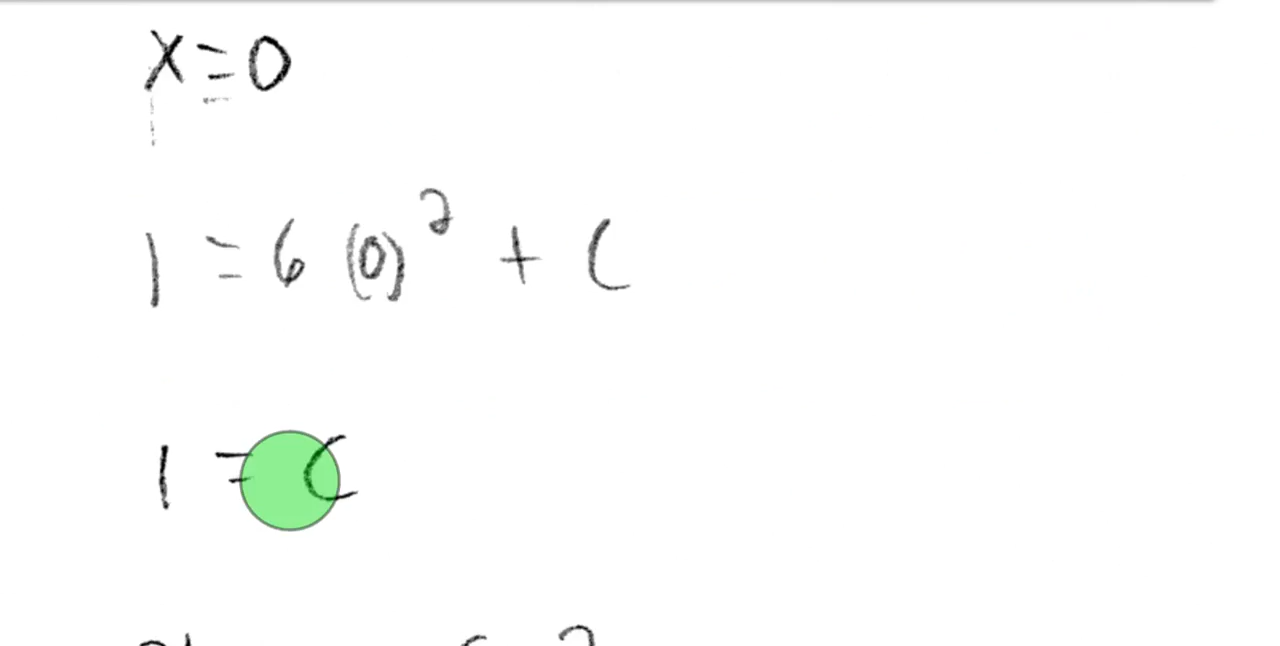 x = 0
1 = 6 (0)² + C
1 = C